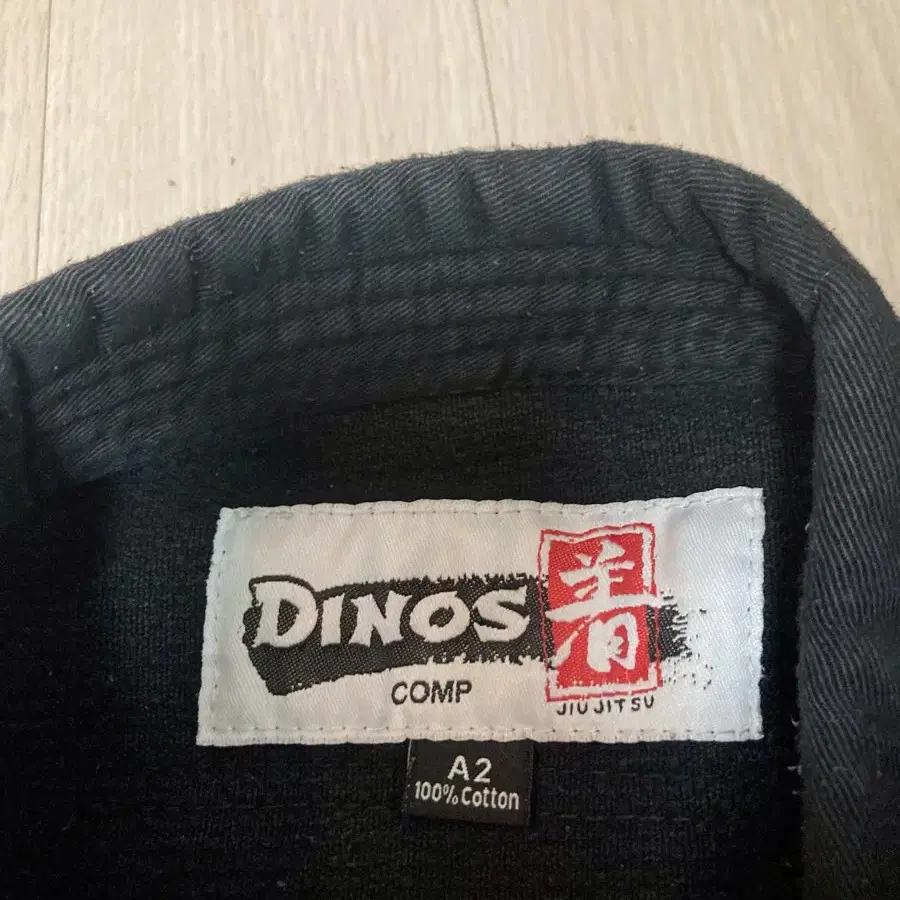 DINOS
着
COMP
JIU JITSU
A2
100% Cotton